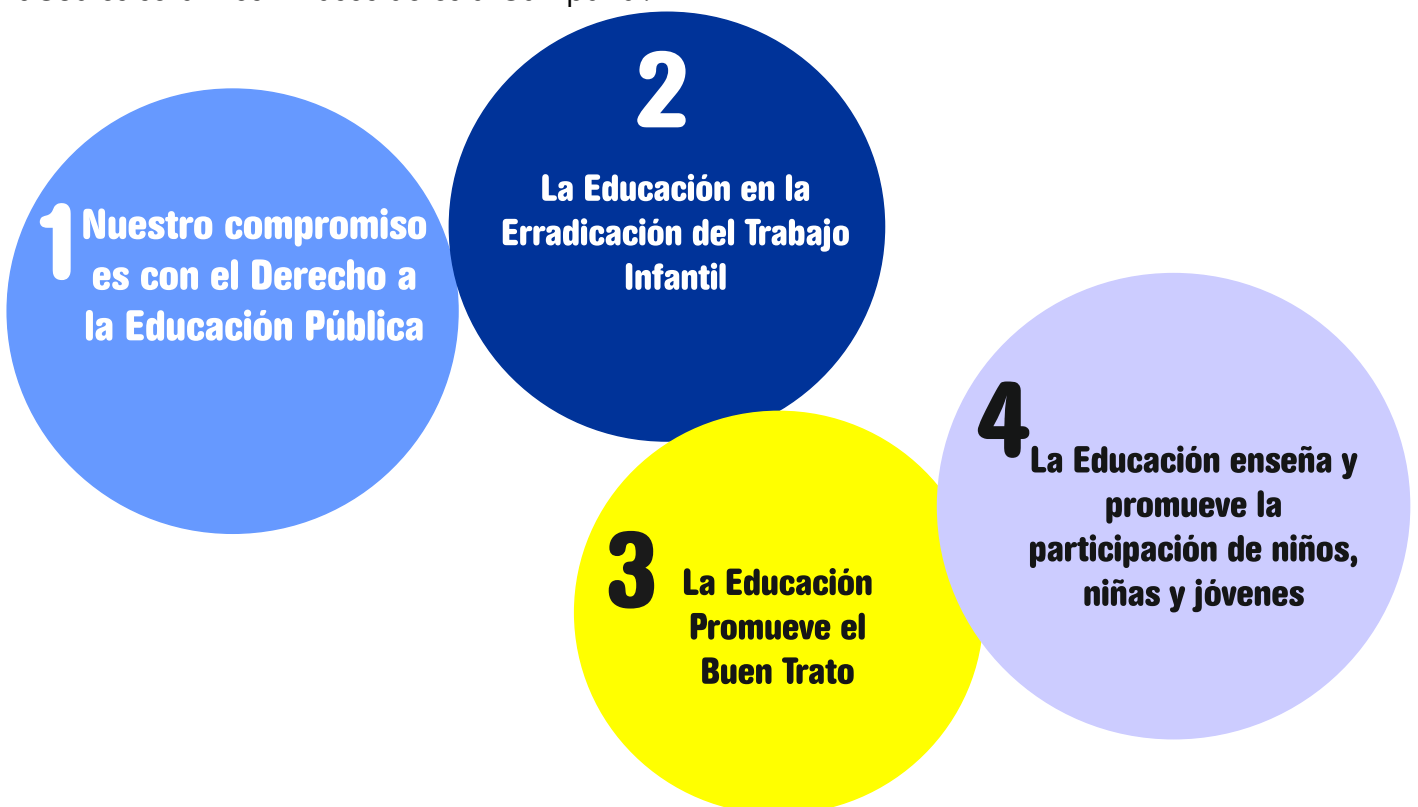 1
Nuestro compromiso
es con el Derecho a
la Educación Pública
2
La Educación en la
Erradicación del Trabajo
Infantil
3
La Educación
Promueve el
Buen Trato
4
La Educación enseña y
promueve la
participación de niños,
niñas y jóvenes